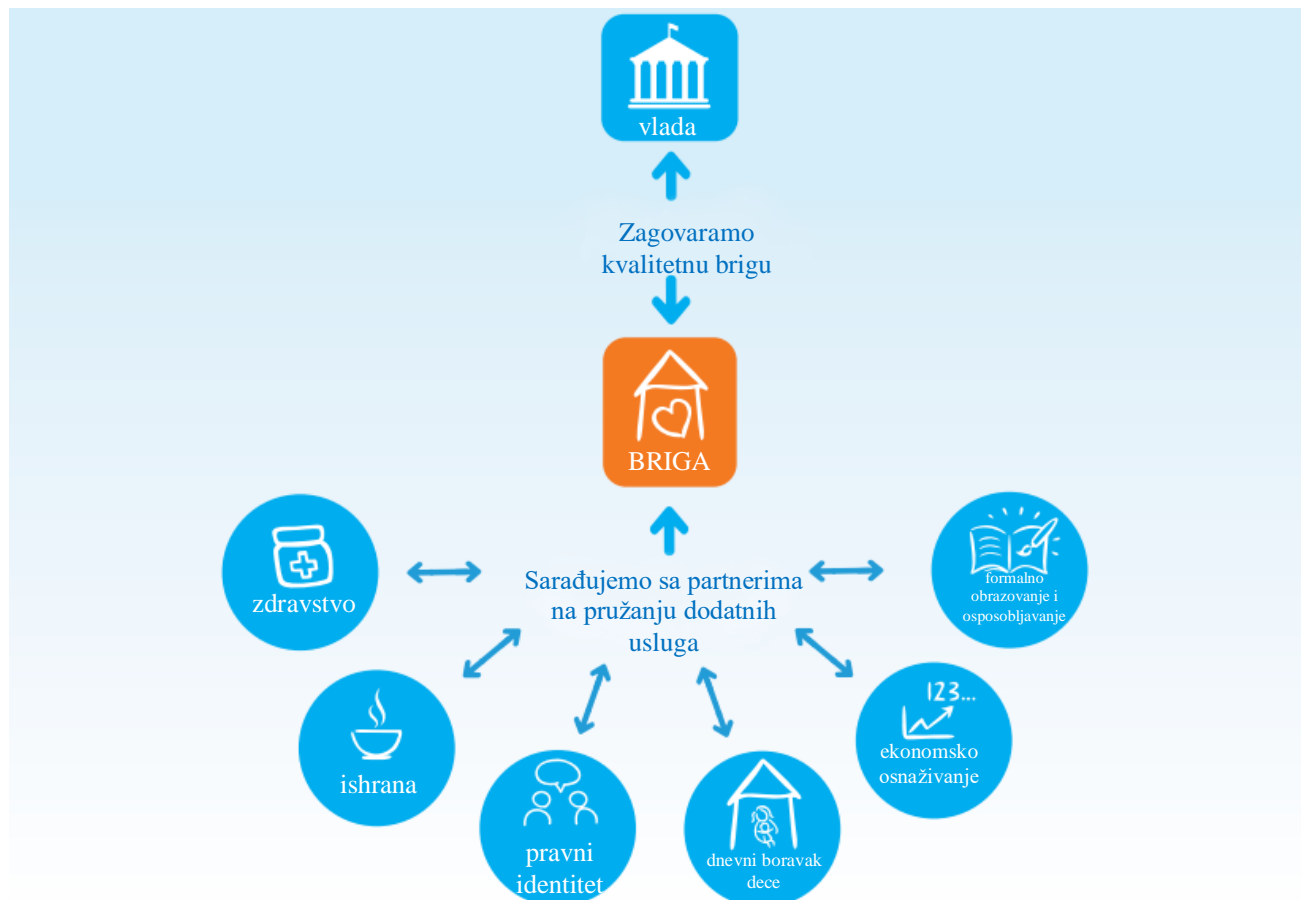 vlada
Zagovaramo
kvalitetnu brigu
BRIGA
zdravstvo
Sarađujemo sa partnerima
na pružanju dodatnih
usluga
formalno
obrazovanje i
osposobljavanje
ishrana
pravni
identitet
dnevni boravak
dece
123...
ekonomsko
osnaživanje